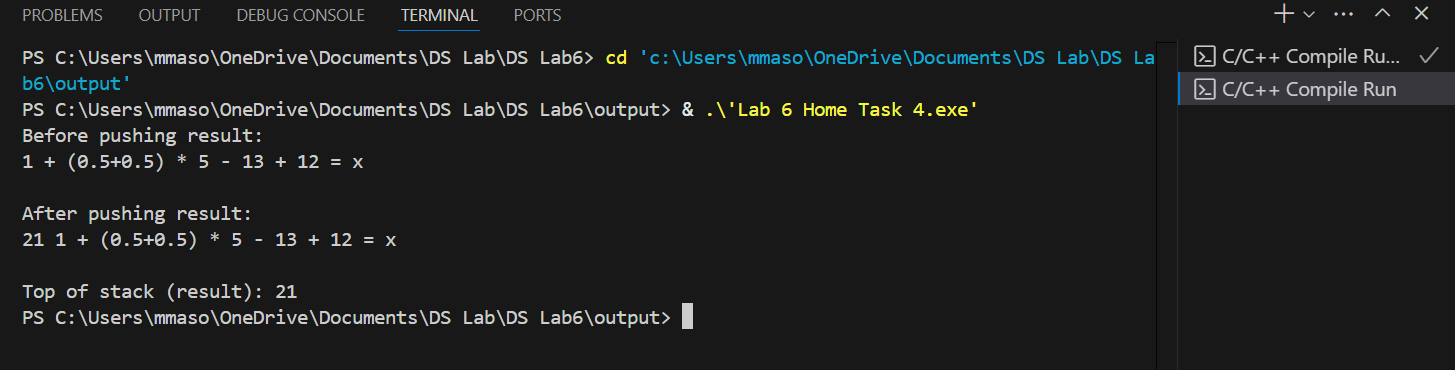 PROBLEMS OUTPUT DEBUG CONSOLE TERMINAL PORTS
PS C:\Users\mmaso\OneDrive\Documents\DS Lab\DS Lab6> cd 'c:\Users\mmaso\OneDrive\Documents\DS Lab\DS La
b6\output'
PS C:\Users\mmaso\OneDrive\Documents\DS Lab\DS Lab6\output> & .\'Lab 6 Home Task 4.exe'
Before pushing result:
1 + (0.5+0.5) * 5 - 13 + 12 = x
After pushing result:
21 1 + (0.5+0.5) * 5 - 13 + 12 = x
Top of stack (result): 21
PS C:\Users\mmaso\OneDrive\Documents\DS Lab\DS Lab6\output>
C/C++ Compile Ru...
C/C++ Compile Run